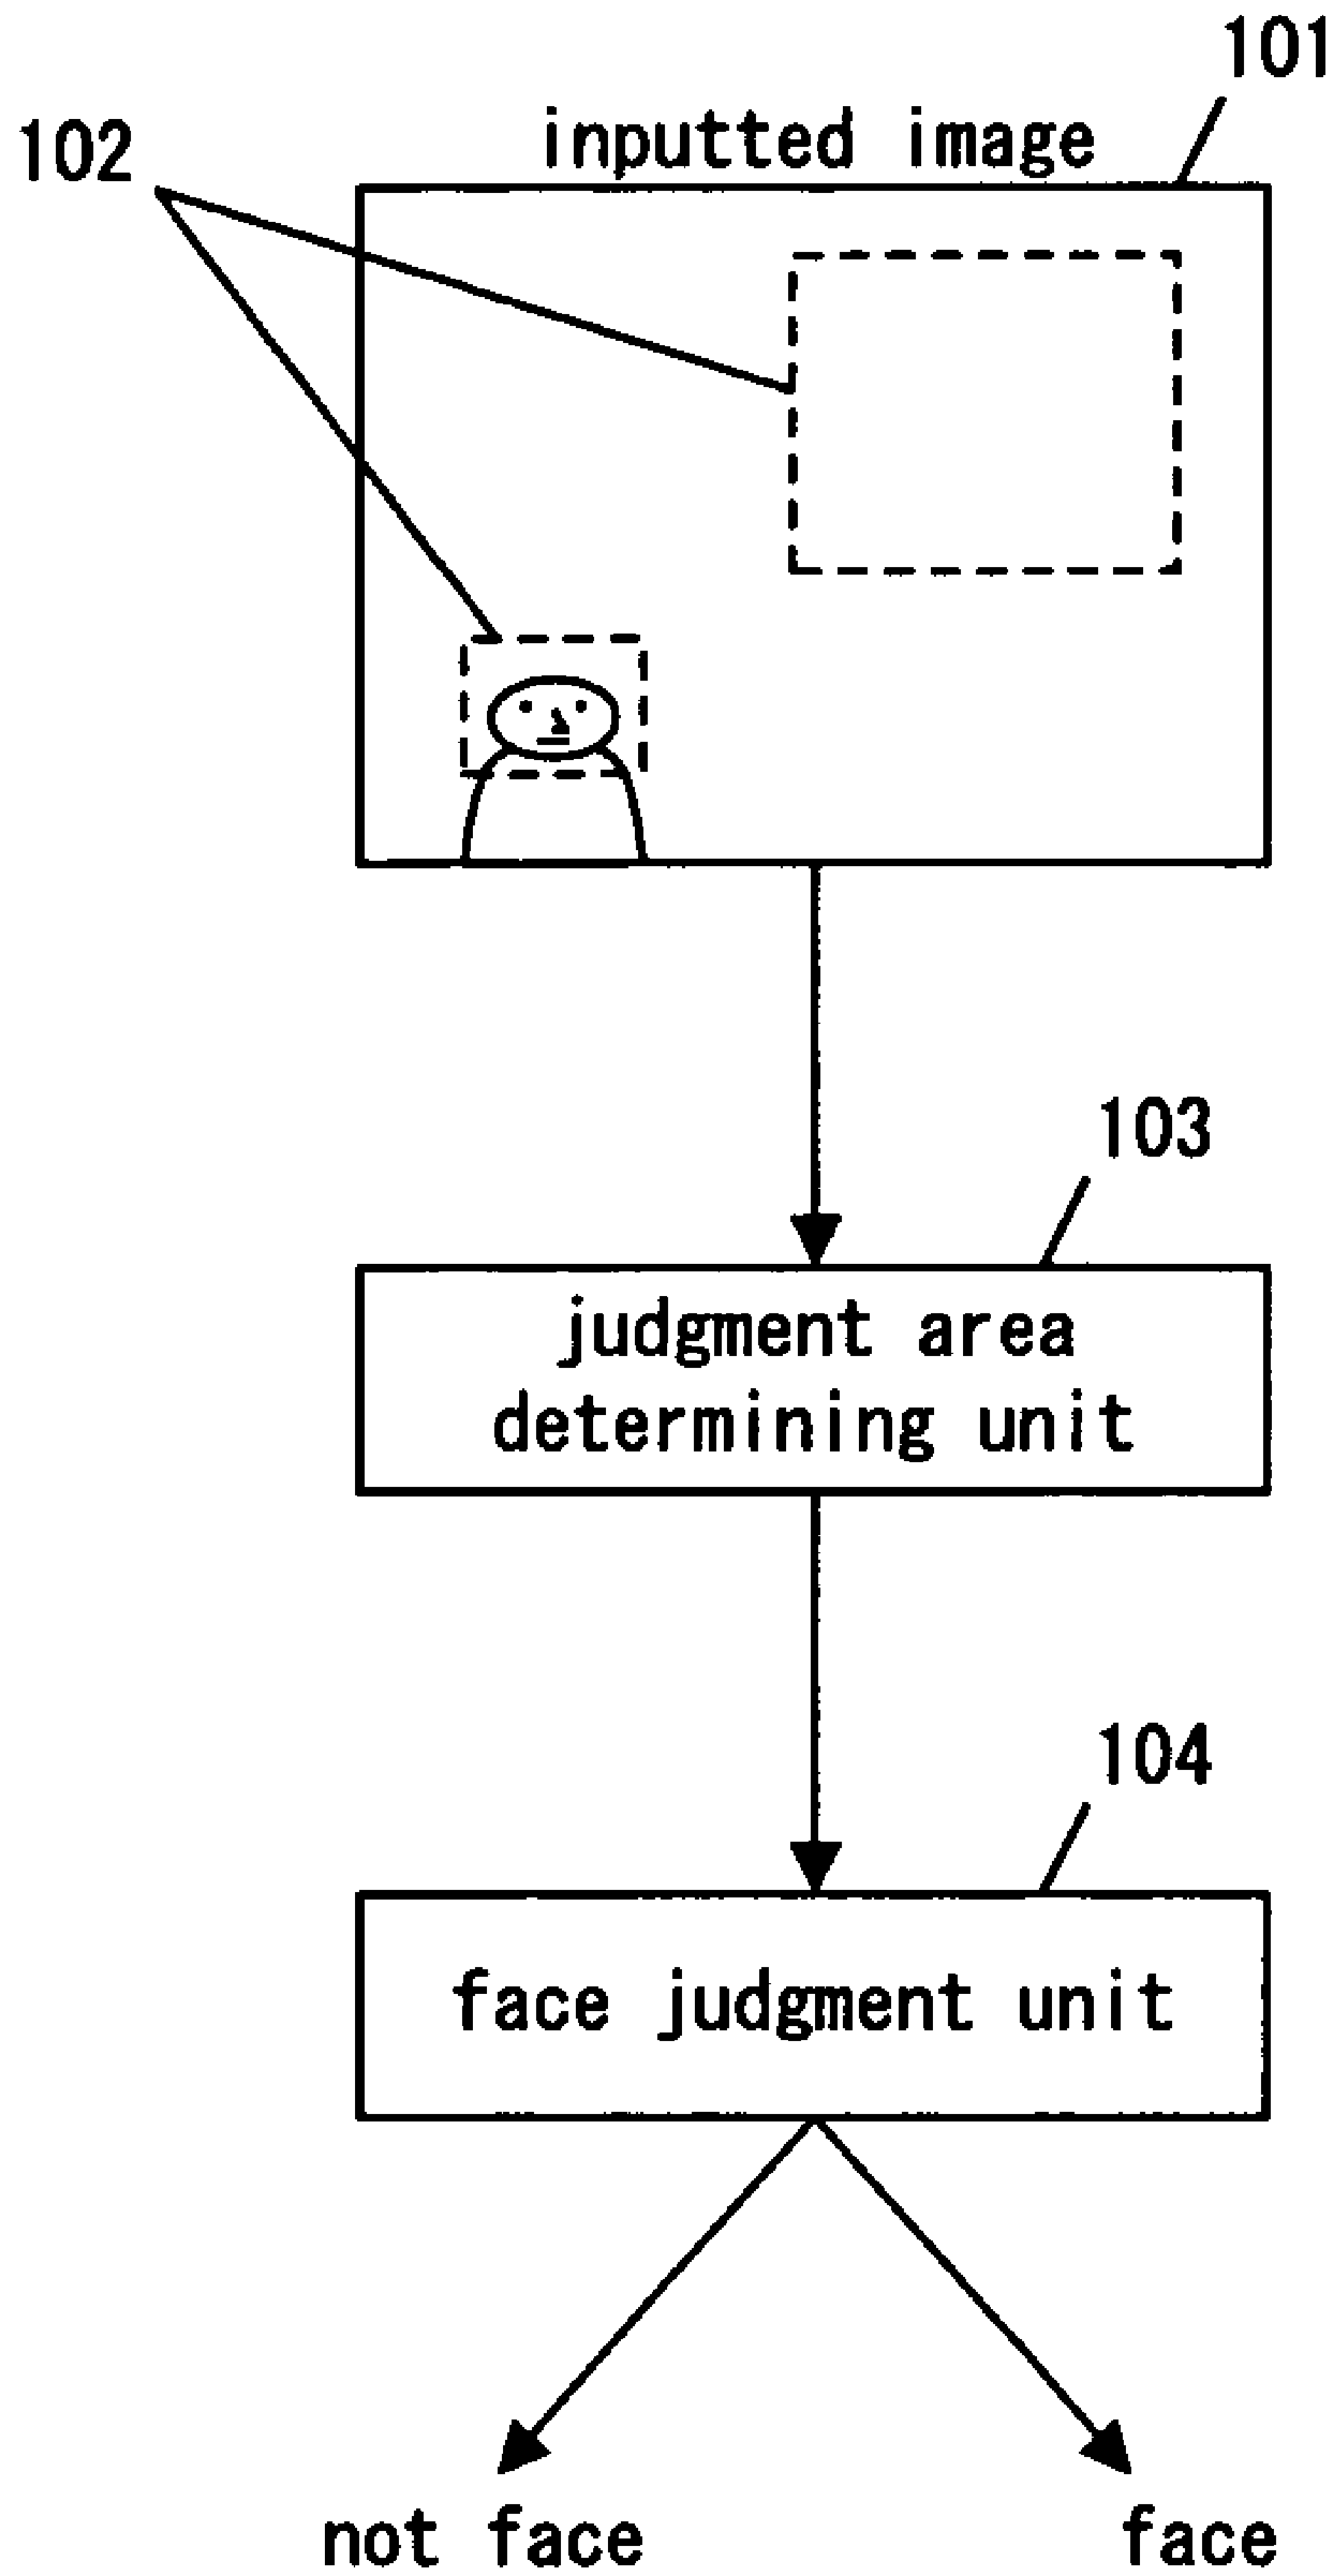 101
inputted image
102
103
judgment area
determining unit
104
face judgment unit
not face
face